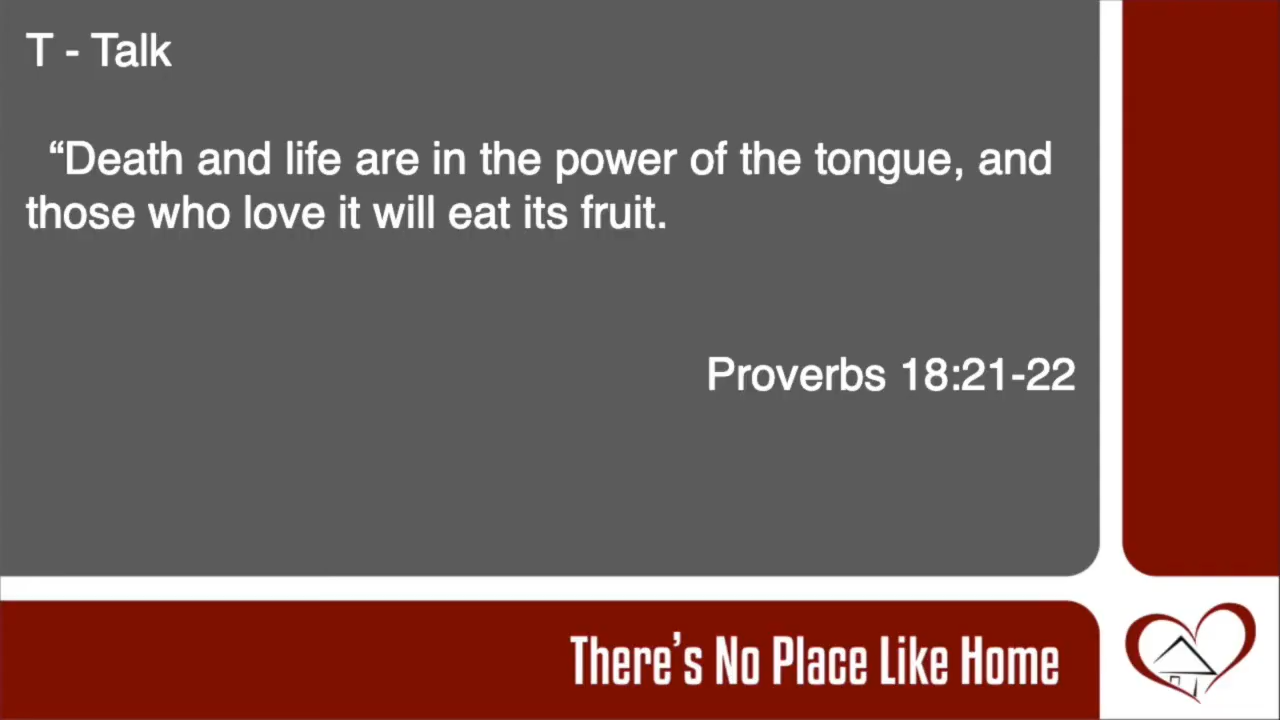 T - Talk
“Death and life are in the power of the tongue, and
those who love it will eat its fruit.
Proverbs 18:21-22
There’s No Place Like Home